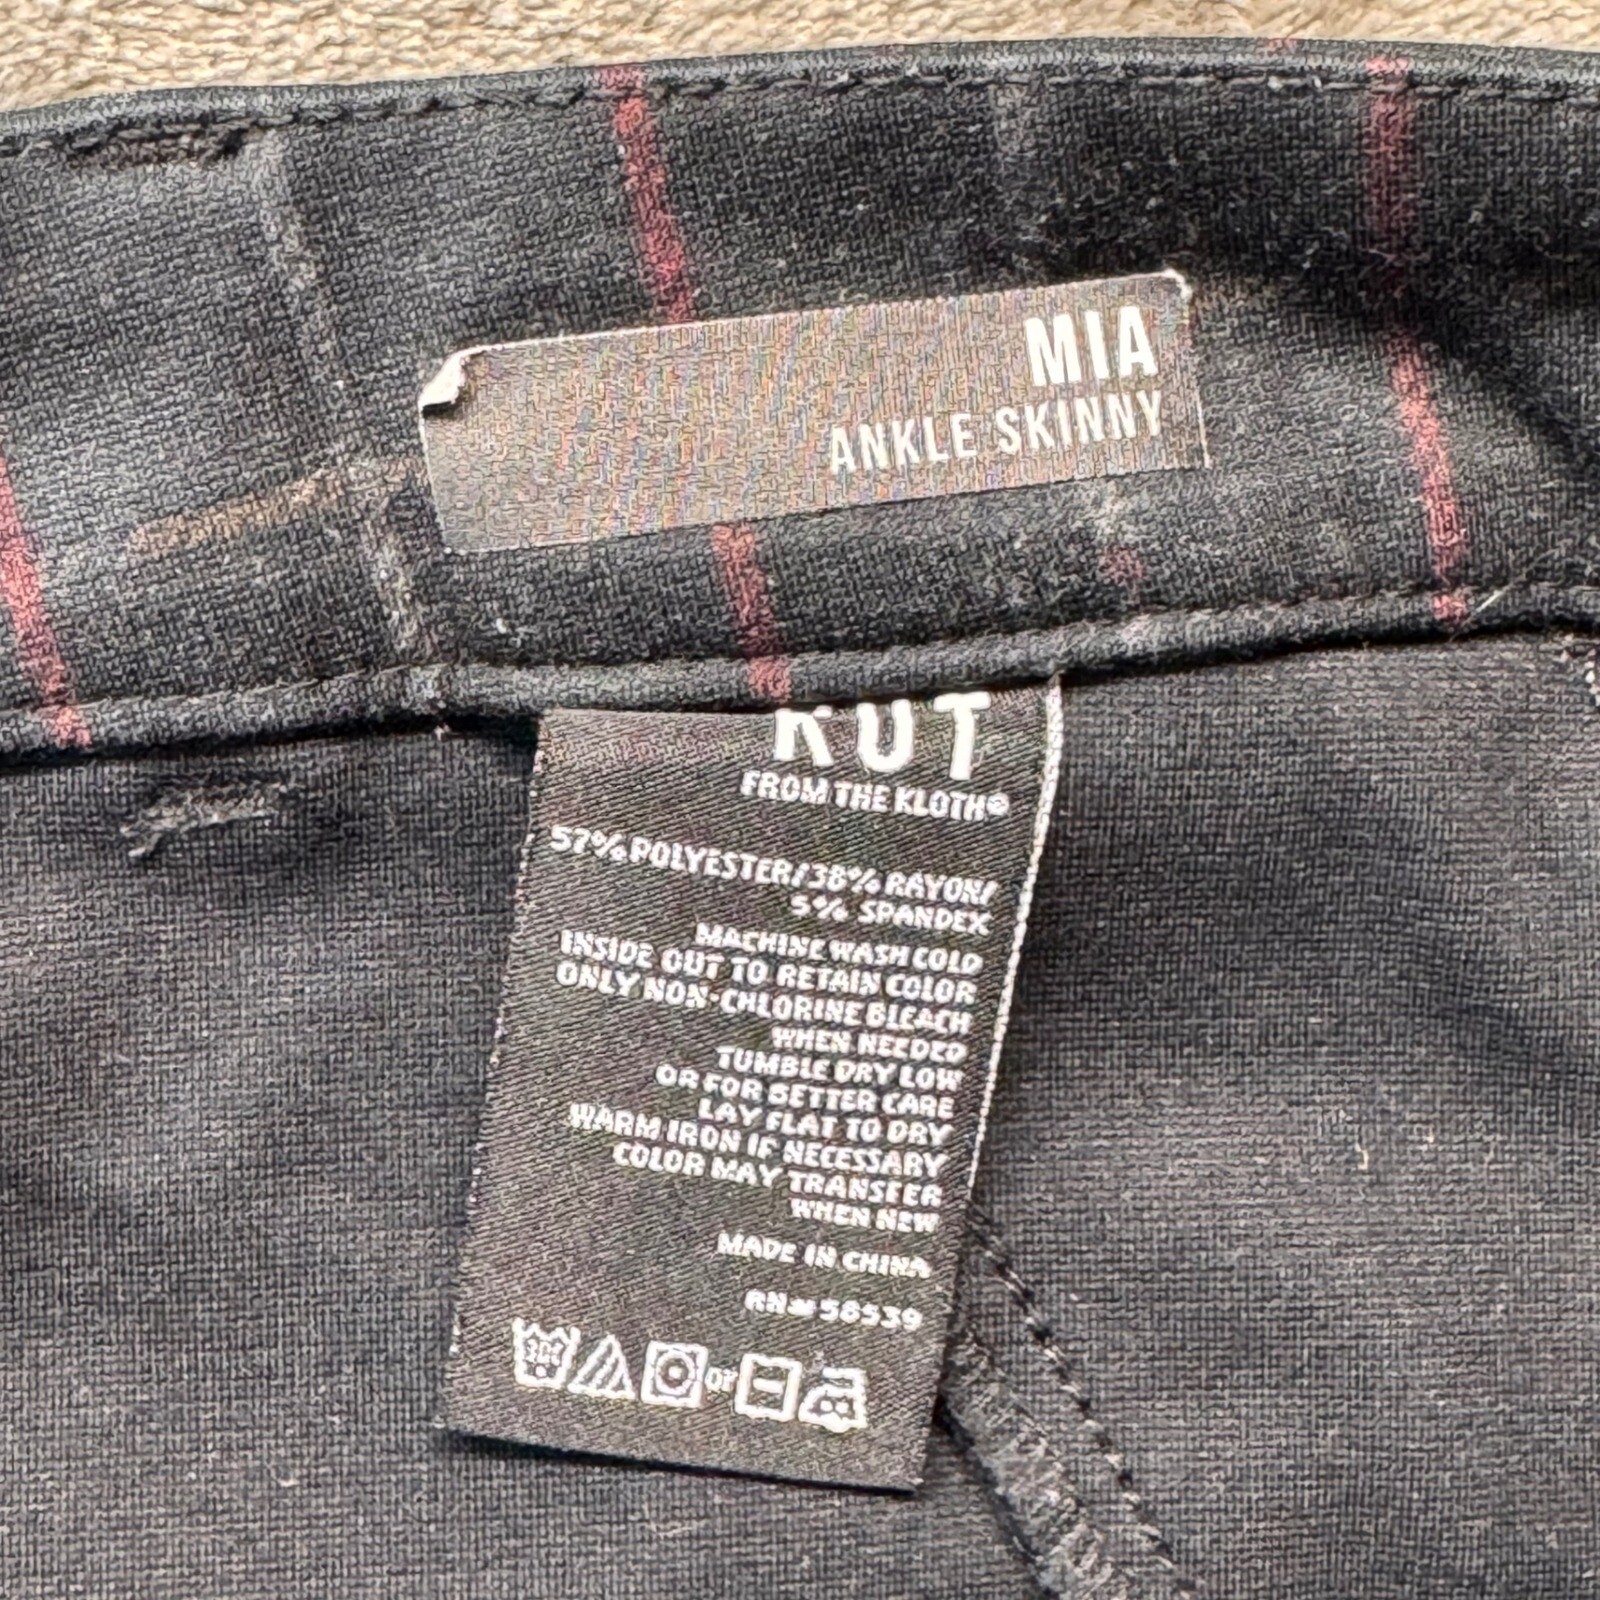 MIA
ANKLE SKINNY
KUT
FROM THE KLOTH®
57% POLYESTER/38% RAYON/
5% SPANDEX
MACHINE WASH COLD
INSIDE OUT TO RETAIN COLOR
ONLY NON-CHLORINE BLEACH
WHEN NEEDED
TUMBLE DRY LOW
OR FOR BETTER CARE
LAY FLAT TO DRY
WARM IRON IF NECESSARY
COLOR MAY TRANSFER
WHEN NEW
MADE IN CHINA
RN# 58539
or